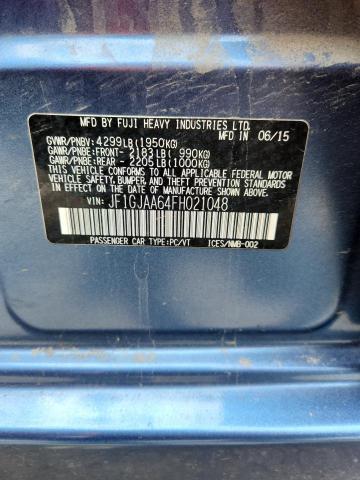 MFD BY FUJI HEAVY INDUSTRIES LTD. IN 06/15
GVWR/PNBV: 4299LB(1950KG)
GAWR/PNBE:FRONT- 2183LB( 990KG)
GAWR/PNBE:REAR - 2205LB(1000KG)
THIS VEHICLE CONFORMS TO ALL APPLICABLE FEDERAL MOTOR
VEHICLE SAFETY, BUMPER, AND THEFT PREVENTION
STANDARDS IN EFFECT ON THE DATE OF MANUFACTURE
SHOWN ABOVE.
VIN: JF1GJAA64FH021048
PASSENGER CAR TYPE:PC/VT ICES/NMB-002